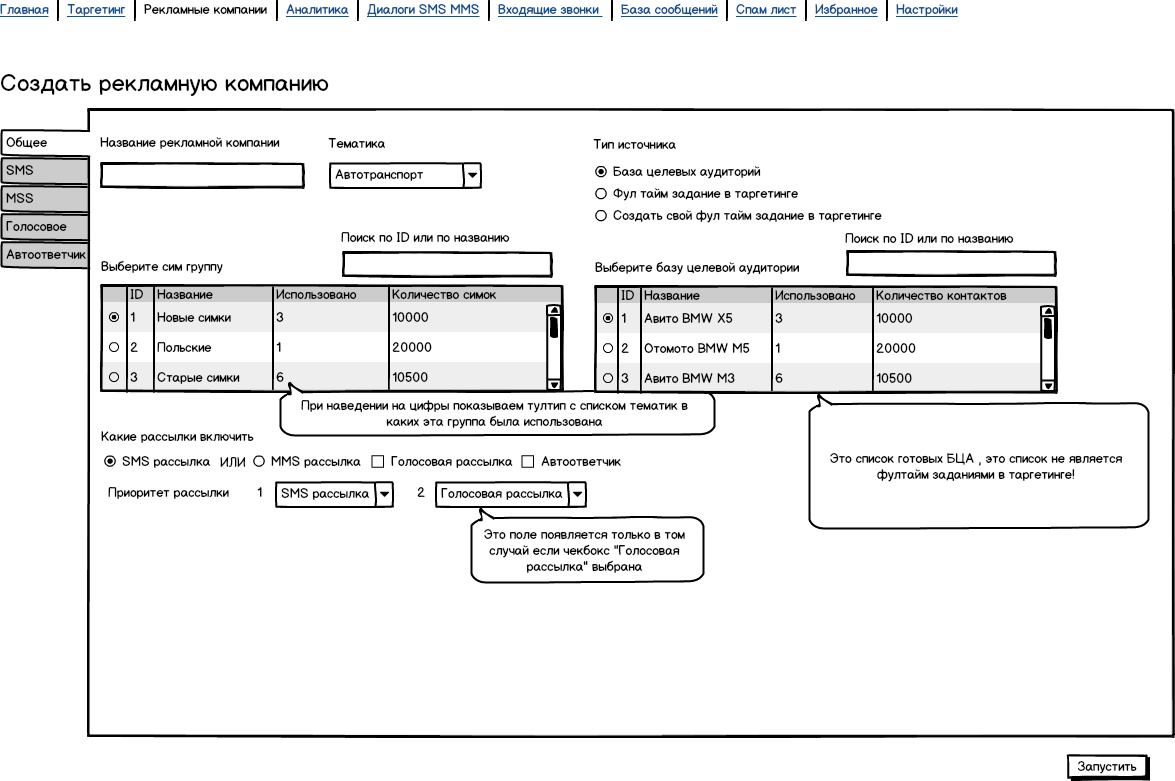 Главная Таргетинг Рекламные компании Аналитика Диалоги SMS MMS Входящие звонки База сообщений Спам лист Избранное Настройки
Создать рекламную компанию
Общее
SMS
MSS
Голосовое
Автоответчик
Название рекламной компании
Тематика
Автотранспорт
Тип источника
База целевых аудиторий
Фул тайм задание в таргетинге
Создать свой фул тайм задание в таргетинге
Поиск по ID или по названию
Выберите сим группу
ID Название Использовано Количество симок
1 Новые симки 3 10000
2 Польские 1 20000
3 Старые симки 6 10500
При наведении на цифры показываем тултип с списком тематик в
каких эта группа была использована
Поиск по ID или по названию
Выберите базу целевой аудитории
ID Название Использовано Количество контактов
1 Авито BMW X5 3 10000
2 Отомото BMW M5 1 20000
3 Авито BMW M3 6 10500
Это список готовых БЦА , это список не является
фултайм заданиями в таргетинге!
Какие рассылки включить
SMS рассылка ИЛИ MMS рассылка Голосовая рассылка Автоответчик
Приоритет рассылки 1 SMS рассылка 2 Голосовая рассылка
Это поле появляется только в том
случай если чекбокс "Голосовая
рассылка" выбрана
Запустить